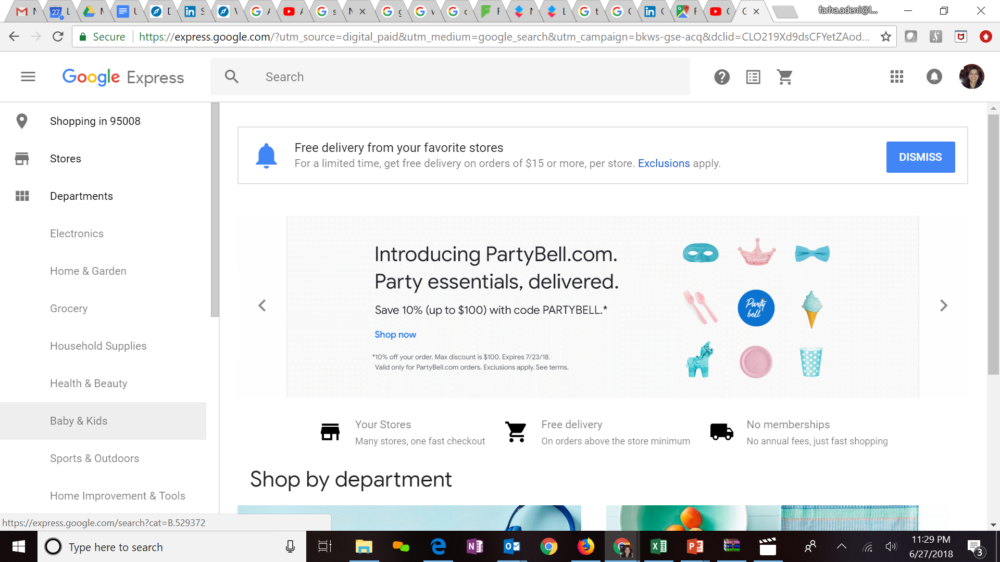 M N
27 L
M
U
D
in S
V
G A
A
G s
N
G g
G v
G c
F
N
L
G t
G C
in C
F
C
G
farha.adeni@l...
Secure
https://express.google.com/?utm_source=digital_paid&utm_medium=google_search&utm_campaign=bkws-gse-acq&dclid=CLO219Xd9dsCFYetZAod...
Google Express
Search
Shopping in 95008
Stores
Departments
Electronics
Home & Garden
Grocery
Household Supplies
Health & Beauty
Baby & Kids
Sports & Outdoors
Home Improvement & Tools
https://express.google.com/search?cat=B.529372
Free delivery from your favorite stores
For a limited time, get free delivery on orders of $15 or more, per store. Exclusions apply.
DISMISS
Introducing PartyBell.com.
Party essentials, delivered.
Save 10% (up to $100) with code PARTYBELL.*
Shop now
*10% off your order. Max discount is $100. Expires 7/23/18.
Valid only for PartyBell.com orders. Exclusions apply. See terms.
Princess
Party
bell
Your Stores
Many stores, one fast checkout
Free delivery
On orders above the store minimum
No memberships
No annual fees, just fast shopping
Shop by department
Type here to search
11:29 PM
6/27/2018
3